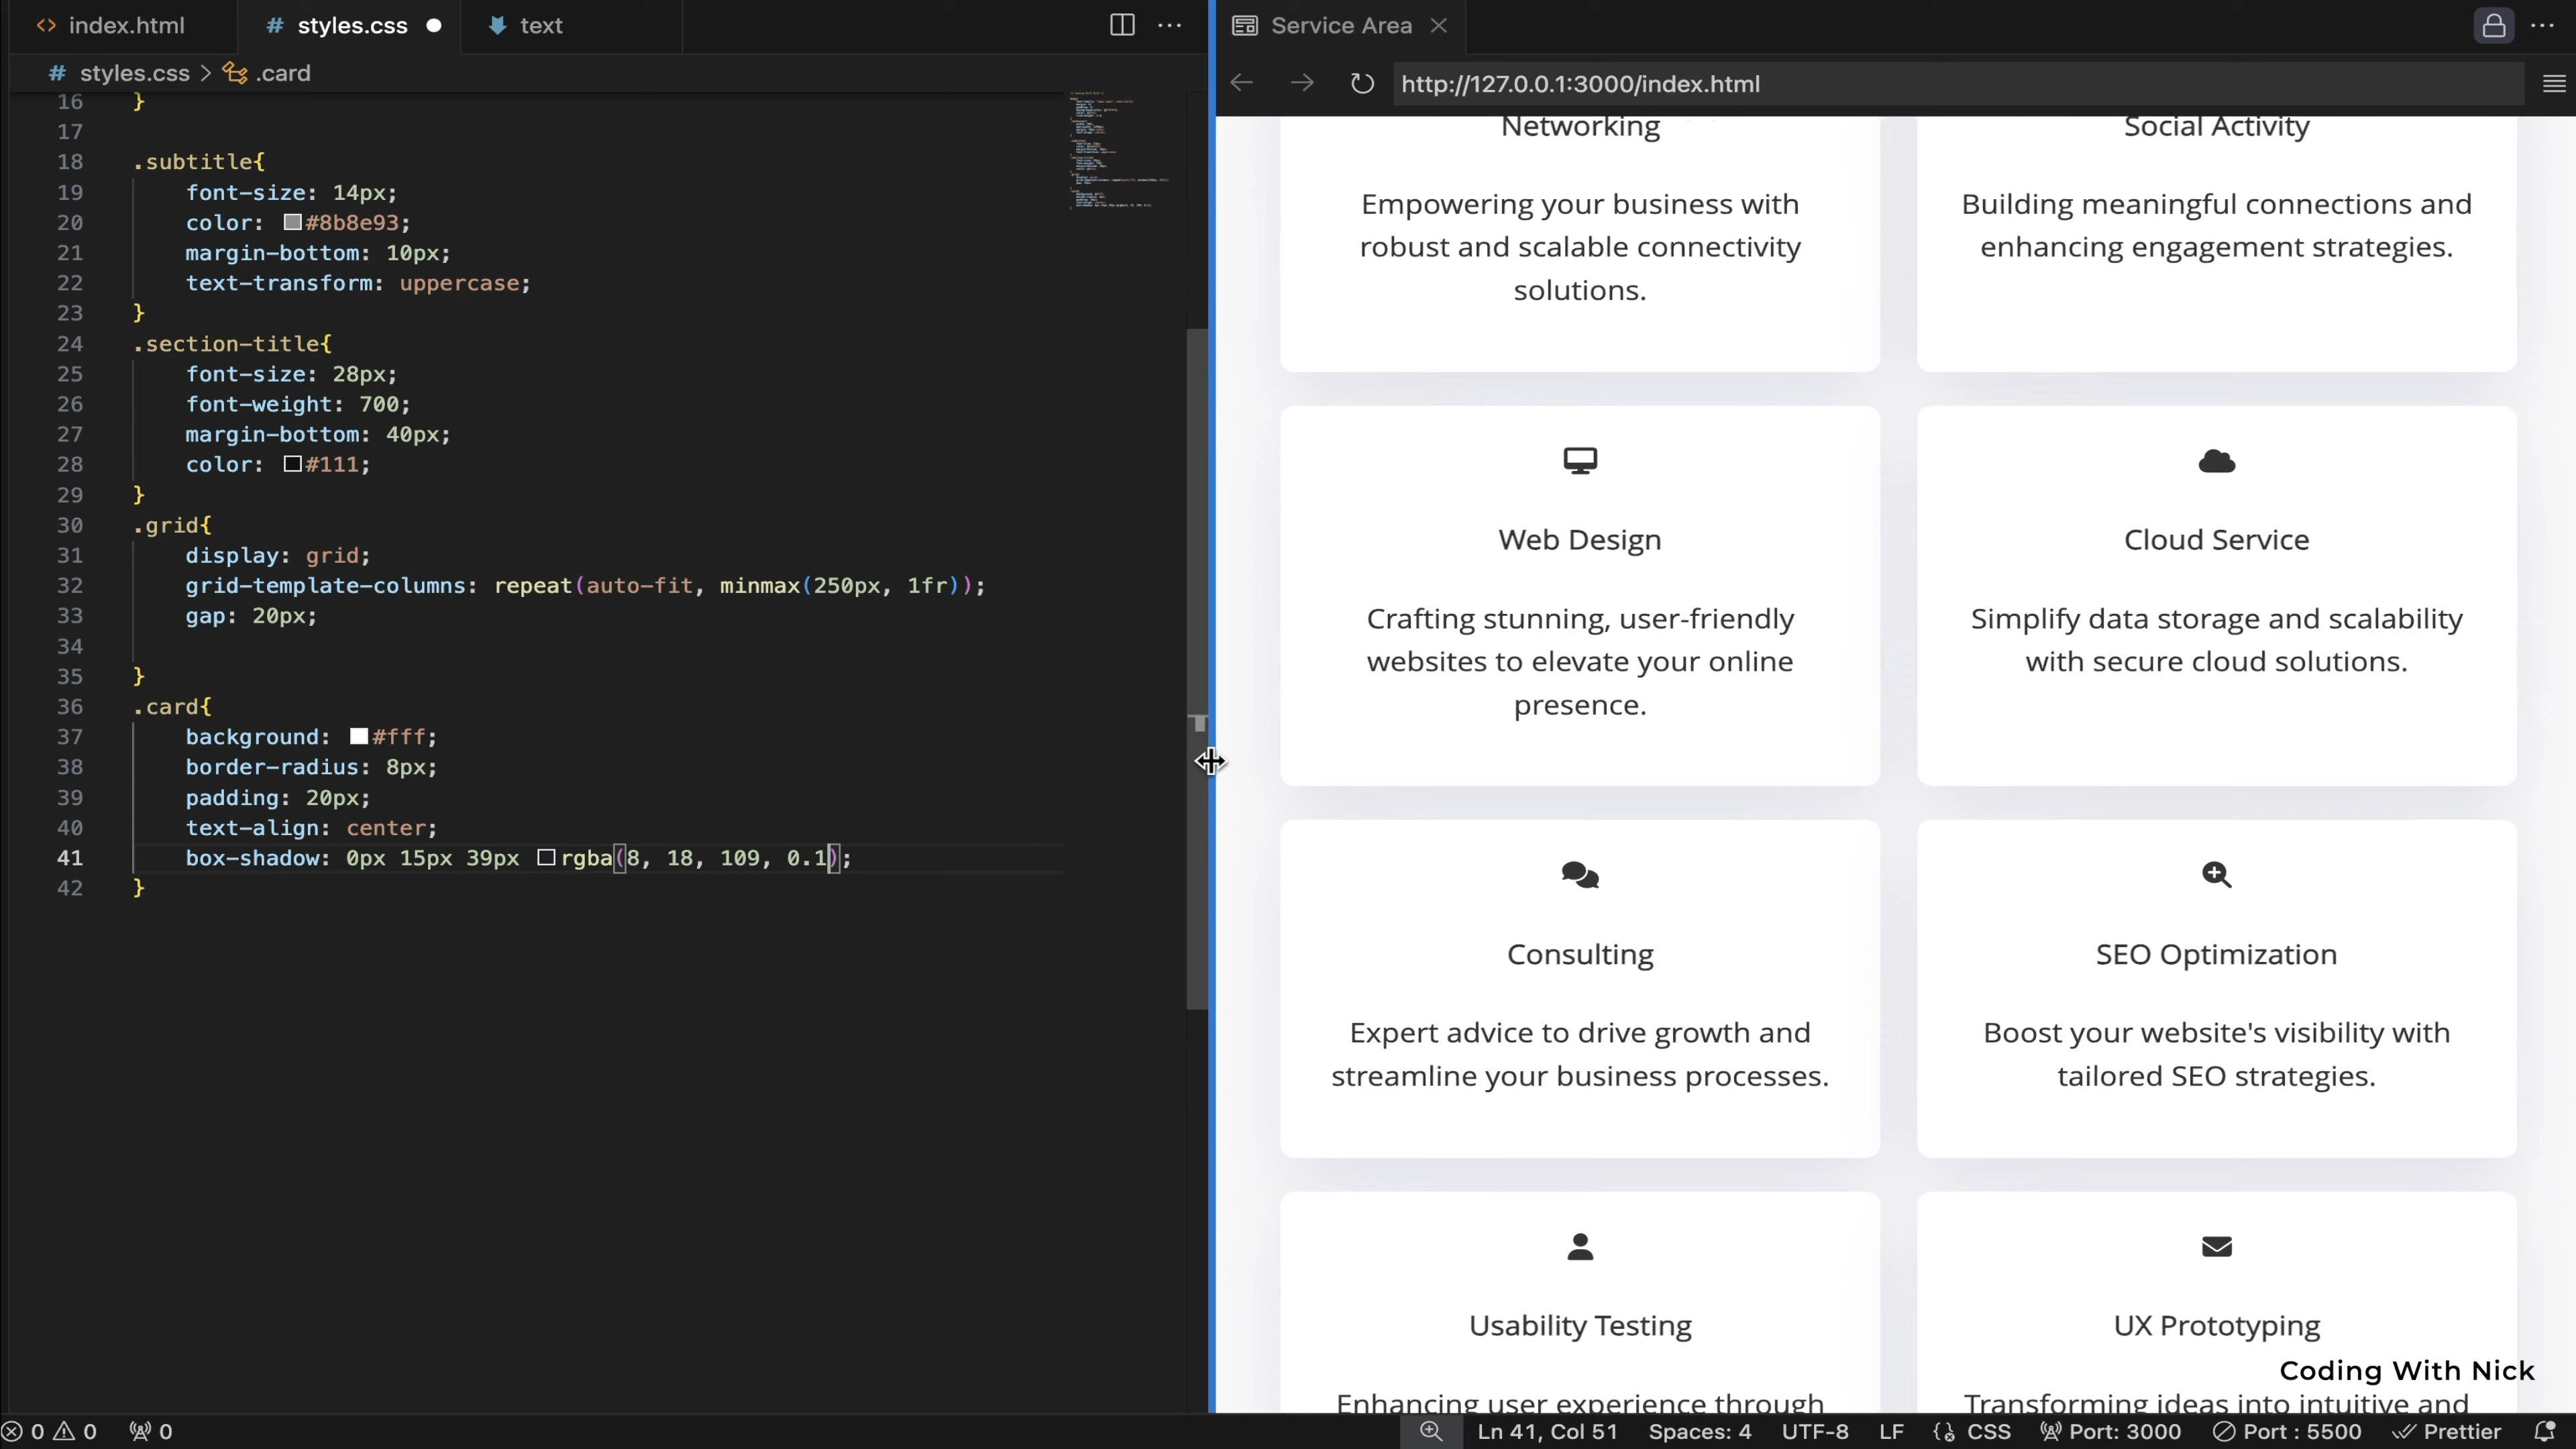 index.html
styles.css
text
styles.css > .card
16 }
17
18 .subtitle{
19 font-size: 14px;
20 color: #8b8e93;
21 margin-bottom: 10px;
22 text-transform: uppercase;
23 }
24 .section-title{
25 font-size: 28px;
26 font-weight: 700;
27 margin-bottom: 40px;
28 color: #111;
29 }
30 .grid{
31 display: grid;
32 grid-template-columns: repeat(auto-fit, minmax(250px, 1fr));
33 gap: 20px;
34
35 }
36 .card{
37 background: #fff;
38 border-radius: 8px;
39 padding: 20px;
40 text-align: center;
41 box-shadow: 0px 15px 39px rgba(8, 18, 109, 0.1);
42 }
Service Area
http://127.0.0.1:3000/index.html
Networking
Empowering your business with
robust and scalable connectivity
solutions.
Social Activity
Building meaningful connections and
enhancing engagement strategies.
Web Design
Crafting stunning, user-friendly
websites to elevate your online
presence.
Cloud Service
Simplify data storage and scalability
with secure cloud solutions.
Consulting
Expert advice to drive growth and
streamline your business processes.
SEO Optimization
Boost your website's visibility with
tailored SEO strategies.
Usability Testing
Enhancing user experience through
UX Prototyping
Transforming ideas into intuitive and
Coding With Nick
0 0 0
Ln 41, Col 51
Spaces: 4
UTF-8
LF
CSS
Port: 3000
Port : 5500
Prettier